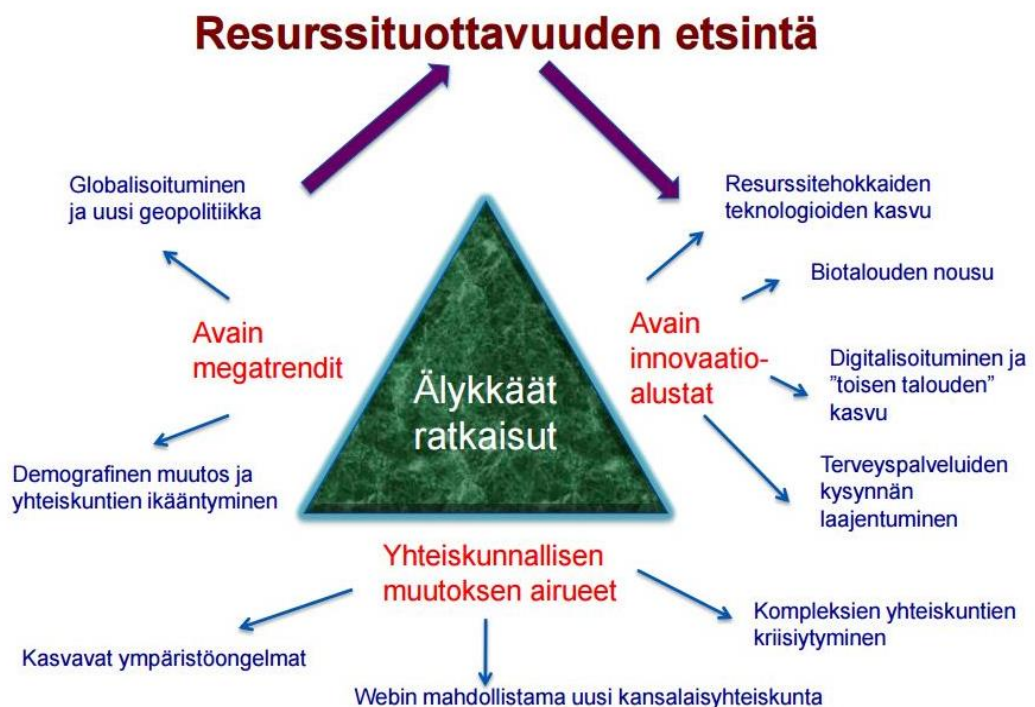 Resurssituottavuuden etsintä
Globalisoituminen
ja uusi geopolitiikka
Avain
megatrendit
Demografinen muutos ja
yhteiskuntien ikääntyminen
Älykkäät
ratkaisut
Avain
innovaatio-
alustat
Resurssitehokkaiden
teknologioiden kasvu
Biotalouden nousu
Digitalisoituminen ja
"toisen talouden"
kasvu
Terveyspalveluiden
kysynnän
laajentuminen
Yhteiskunnallisen
muutoksen airueet
Kasvavat ympäristöongelmat
Webin mahdollistama uusi kansalaisyhteiskunta
Kompleksien yhteiskuntien
kriisiytyminen